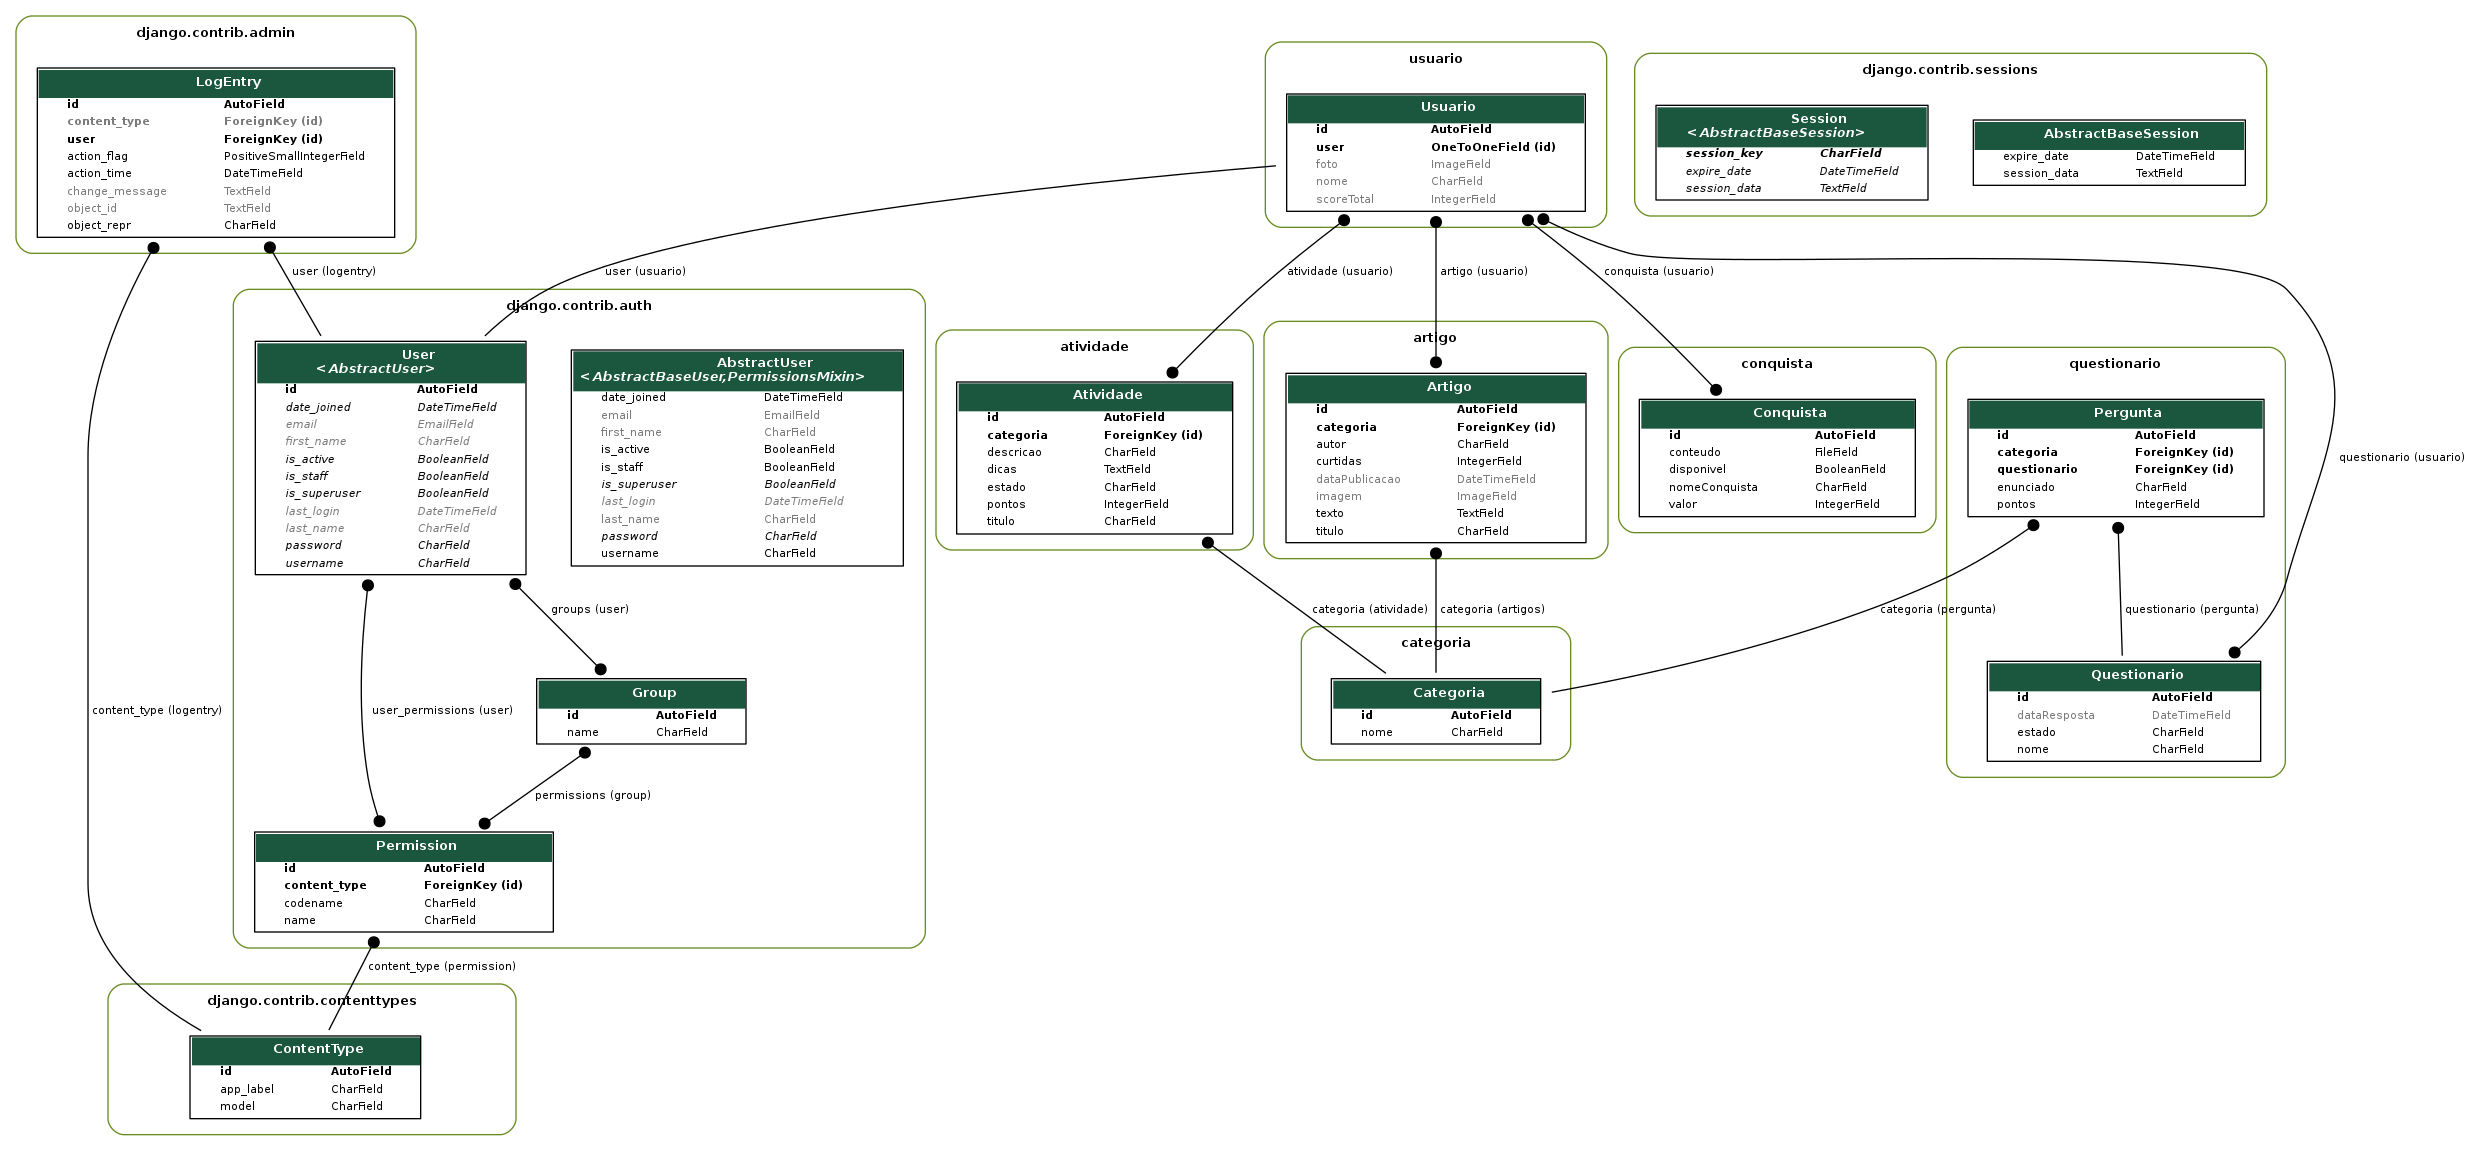 django.contrib.admin
LogEntry
id AutoField
content_type ForeignKey (id)
user ForeignKey (id)
action_flag PositiveSmallIntegerField
action_time DateTimeField
change_message TextField
object_id TextField
object_repr CharField
usuario
Usuario
id AutoField
user OneToOneField (id)
foto ImageField
nome CharField
scoreTotal IntegerField
django.contrib.sessions
Session
<AbstractBaseSession>
session_key CharField
expire_date DateTimeField
session_data TextField
AbstractBaseSession
expire_date DateTimeField
session_data TextField
user (logentry)
user (usuario)
atividade (usuario)
artigo (usuario)
conquista (usuario)
django.contrib.auth
User
<AbstractUser>
id AutoField
date_joined DateTimeField
email EmailField
first_name CharField
is_active BooleanField
is_staff BooleanField
is_superuser BooleanField
last_login DateTimeField
last_name CharField
password CharField
username CharField
AbstractUser
<AbstractBaseUser,PermissionsMixin>
date_joined DateTimeField
email EmailField
first_name CharField
is_active BooleanField
is_staff BooleanField
is_superuser BooleanField
last_login DateTimeField
last_name CharField
password CharField
username CharField
atividade
Atividade
id AutoField
categoria ForeignKey (id)
descricao CharField
dicas TextField
estado CharField
pontos IntegerField
titulo CharField
artigo
Artigo
id AutoField
categoria ForeignKey (id)
autor CharField
curtidas IntegerField
dataPublicacao DateTimeField
imagem ImageField
texto TextField
titulo CharField
conquista
Conquista
id AutoField
conteudo FileField
disponivel BooleanField
nomeConquista CharField
valor IntegerField
questionario
Pergunta
id AutoField
categoria ForeignKey (id)
questionario ForeignKey (id)
enunciado CharField
pontos IntegerField
questionario (usuario)
groups (user)
categoria (atividade)
categoria (artigos)
categoria (pergunta)
questionario (pergunta)
content_type (logentry)
user_permissions (user)
Group
id AutoField
name CharField
categoria
Categoria
id AutoField
nome CharField
Questionario
id AutoField
dataResposta DateTimeField
estado CharField
nome CharField
permissions (group)
Permission
id AutoField
content_type ForeignKey (id)
codename CharField
name CharField
content_type (permission)
django.contrib.contenttypes
ContentType
id AutoField
app_label CharField
model CharField